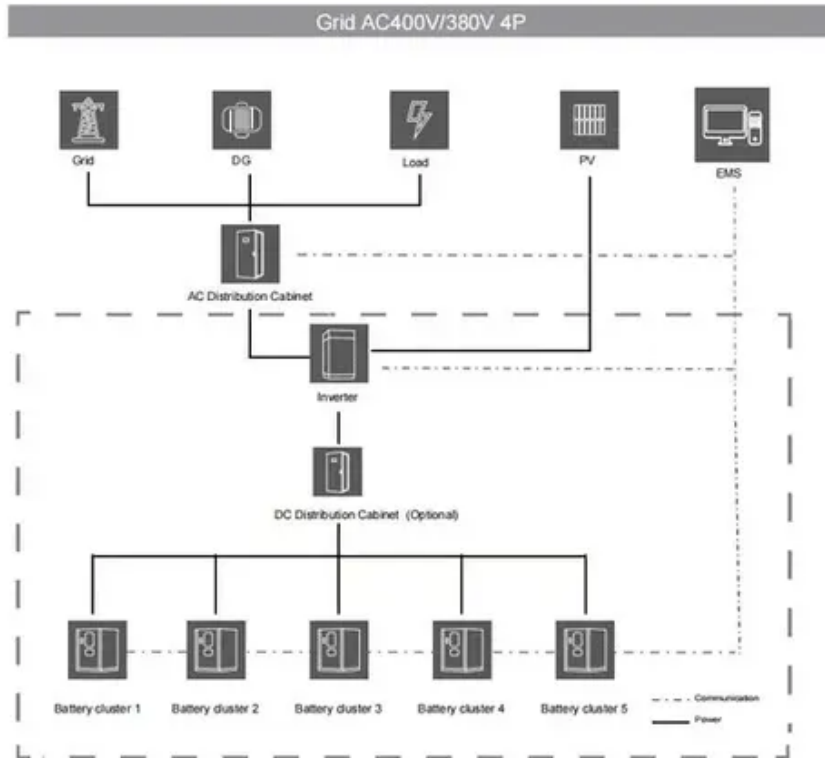 Grid AC400V/380V 4P
Grid
DG
Load
PV
EMS
AC Distribution Cabinet
Inverter
DC Distribution Cabinet (Optional)
Battery cluster 1
Battery cluster 2
Battery cluster 3
Battery cluster 4
Battery cluster 5
Communication
Power